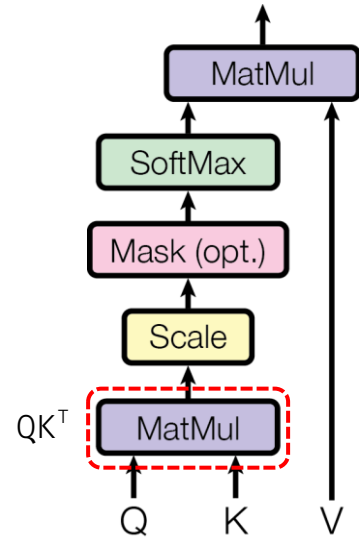 MatMul
SoftMax
Mask (opt.)
Scale
QKᵀ
MatMul
Q K V